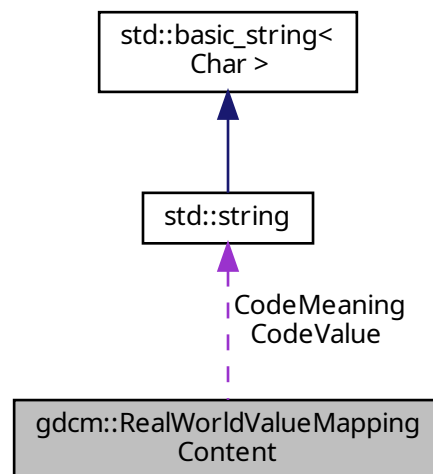 std::basic_string<
Char >
std::string
CodeMeaning
CodeValue
gdcm::RealWorldValueMapping
Content